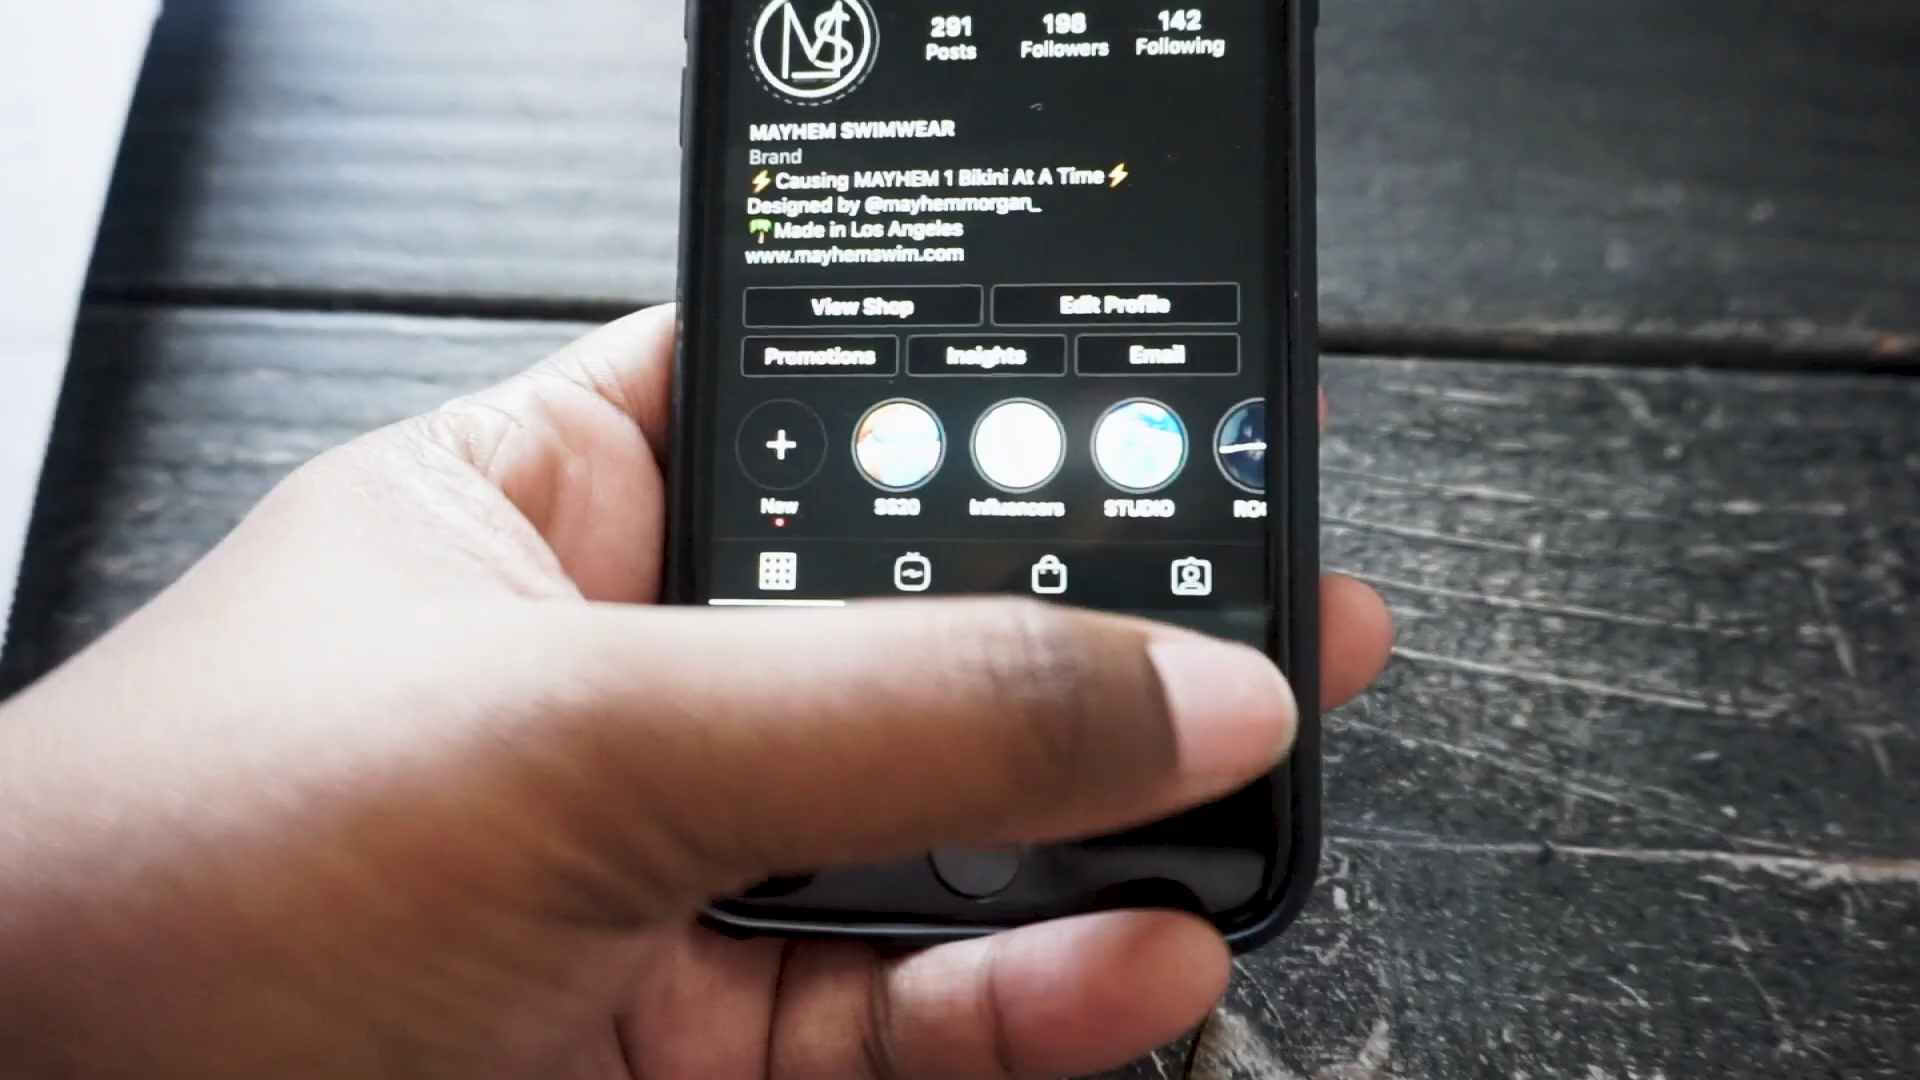 291 198 142
Posts Followers Following
MAYHEM SWIMWEAR
Brand
⚡Causing MAYHEM 1 Bikini At A Time⚡
Designed by @mayhemmorgan_
🌴Made in Los Angeles
www.mayhemswim.com
View Shop Edit Profile
Promotions Insights Email
New SS20 Influencers STUDIO